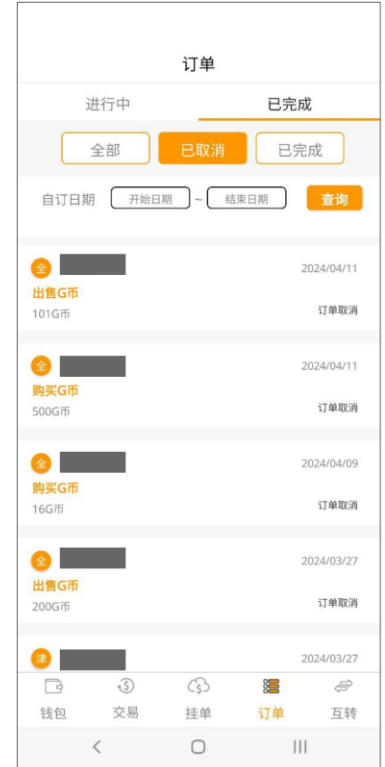 订单
进行中 已完成
全部 已取消 已完成
自订日期 开始日期 ~ 结束日期 查询
全 2024/04/11
出售G币
101G币 订单取消
全 2024/04/11
购买G币
500G币 订单取消
全 2024/04/09
购买G币
16G币 订单取消
全 2024/03/27
出售G币
200G币 订单取消
津 2024/03/27
钱包 交易 挂单 订单 互转